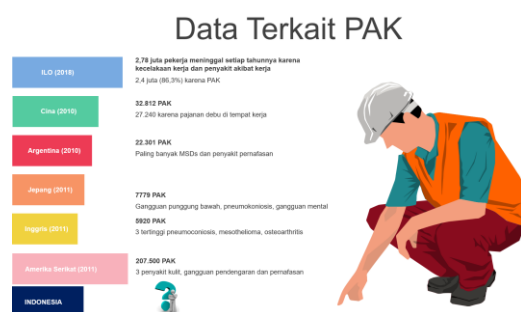 Data Terkait PAK
ILO (2018)
2,78 juta pekerja meninggal setiap tahunnya karena
kecelakaan kerja dan penyakit akibat kerja
2,4 juta (86,3%) karena PAK
Cina (2010)
32.812 PAK
27.240 karena pajanan debu di tempat kerja
Argentina (2010)
22.301 PAK
Paling banyak MSDs dan penyakit pernafasan
Jepang (2011)
7779 PAK
Gangguan punggung bawah, pneumokoniosis, gangguan mental
Inggris (2011)
5920 PAK
3 tertinggi pneumoconiosis, mesothelioma, osteoarthritis
Amerika Serikat (2011)
207.500 PAK
3 penyakit kulit, gangguan pendengaran dan pernafasan
INDONESIA
?